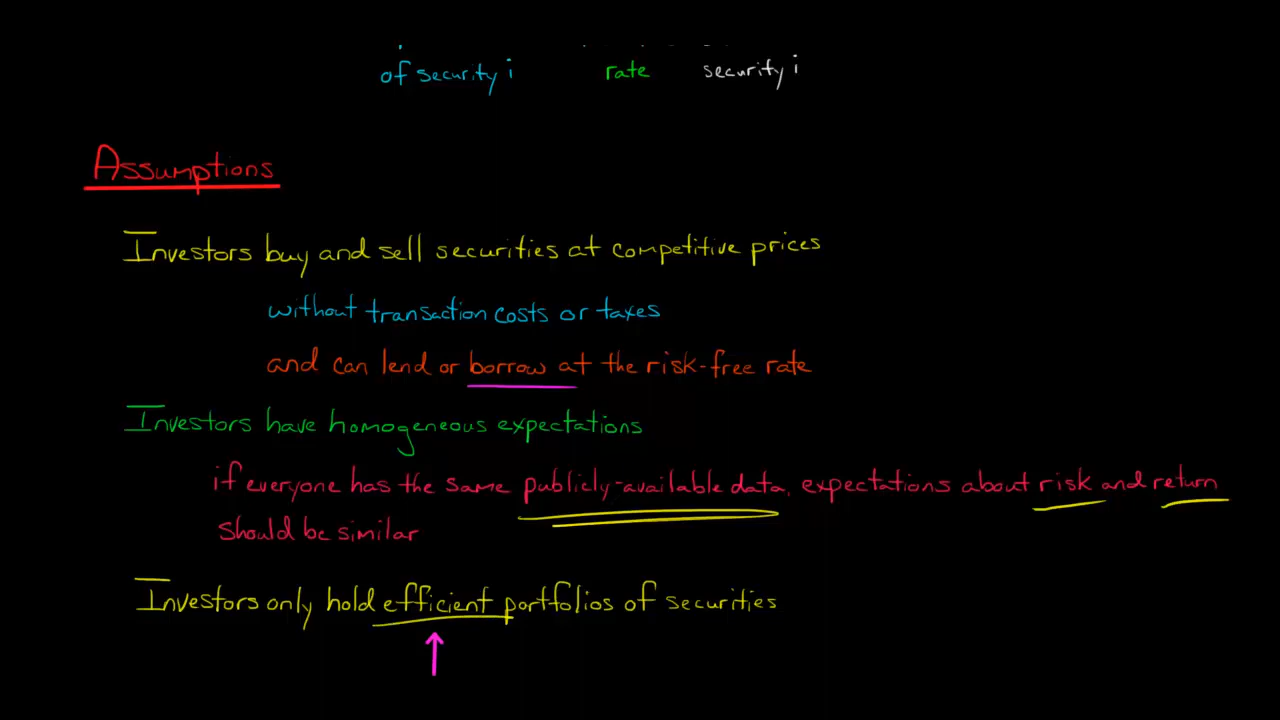 of security i rate security i
Assumptions
Investors buy and sell securities at competitive prices
without transaction costs or taxes
and can lend or borrow at the risk-free rate
Investors have homogeneous expectations
if everyone has the same publicly-available data, expectations about risk and return
should be similar
Investors only hold efficient portfolios of securities